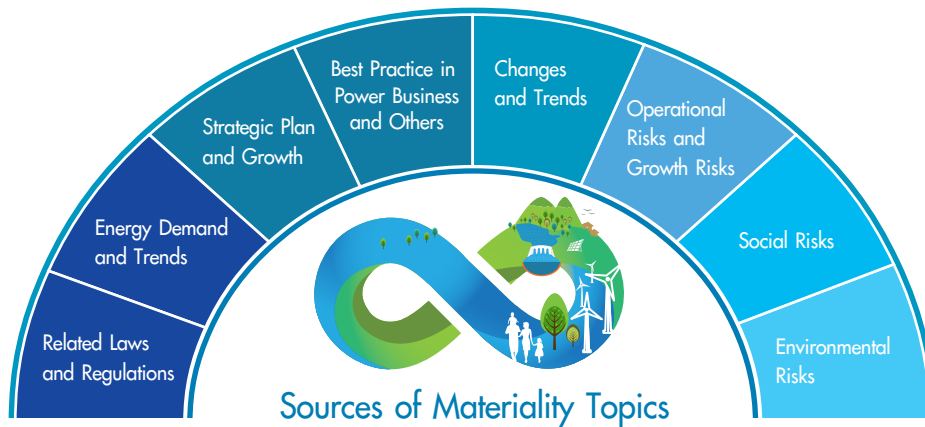 Related Laws
and Regulations
Energy Demand
and Trends
Strategic Plan
and Growth
Best Practice in
Power Business
and Others
Changes
and Trends
Operational
Risks and
Growth Risks
Social Risks
Environmental
Risks
Sources of Materiality Topics